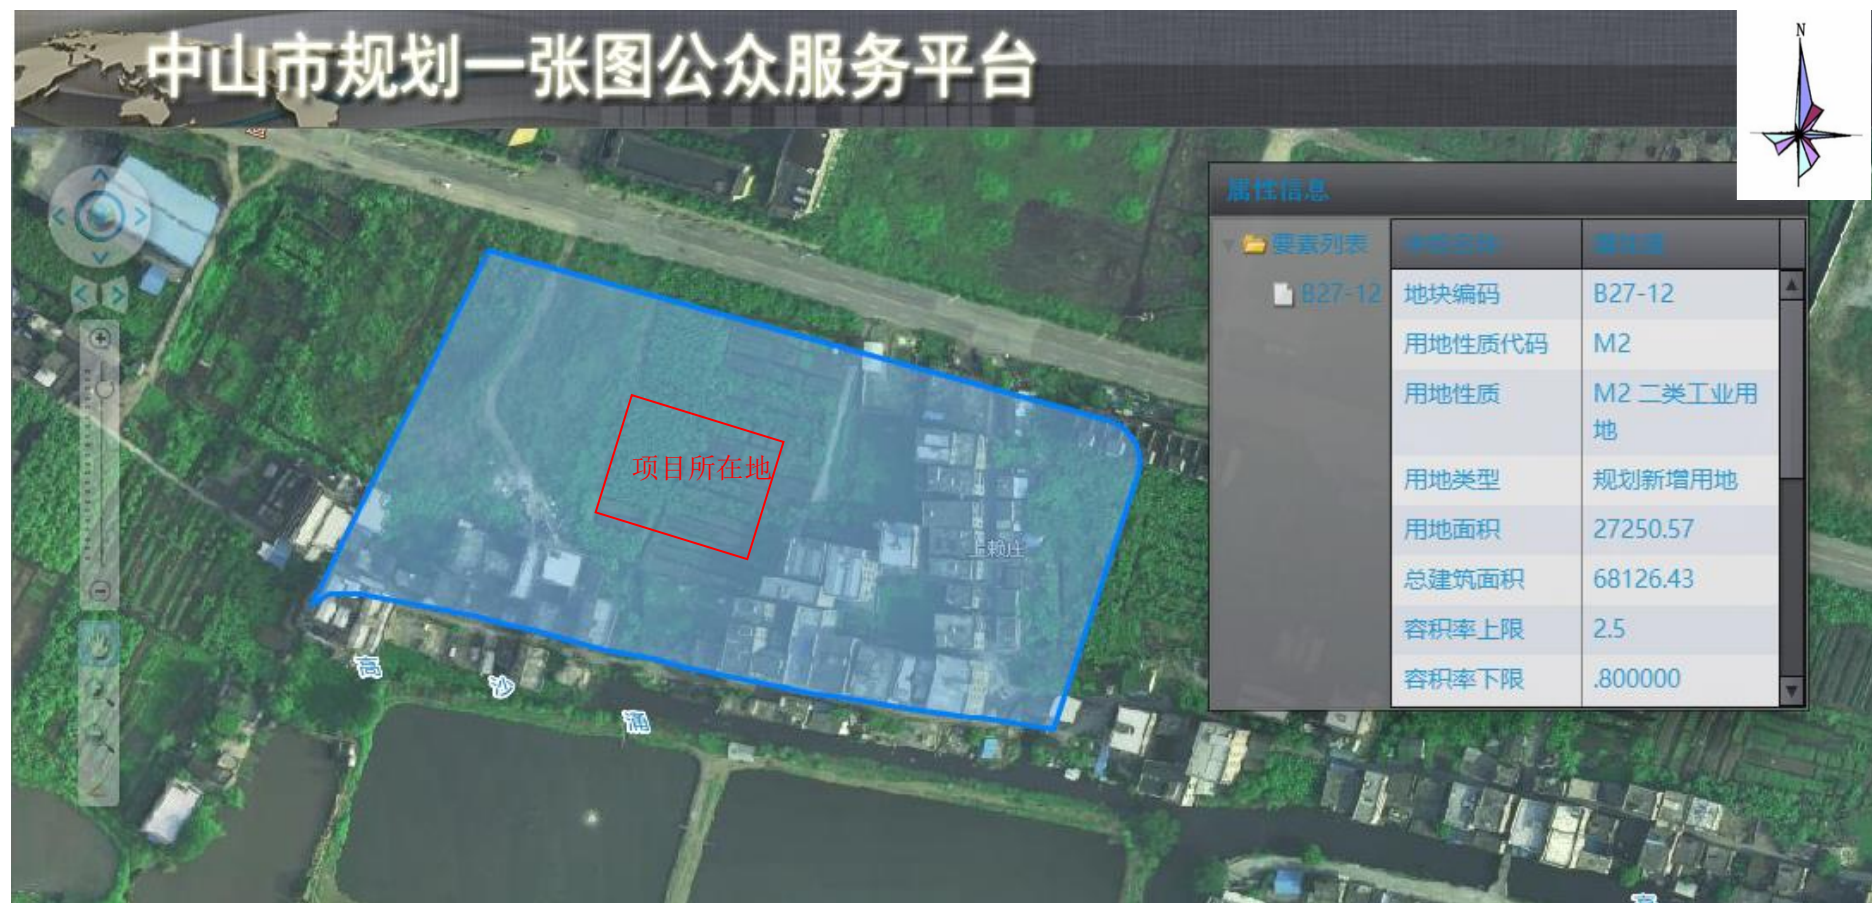 中山市规划一张图公众服务平台
N
属性信息
要素列表
B27-12
地块编码 B27-12
用地性质代码 M2
用地性质 M2 二类工业用地
用地类型 规划新增用地
用地面积 27250.57
总建筑面积 68126.43
容积率上限 2.5
容积率下限 .800000
项目所在地
上赖庄
高
沙
涌
高